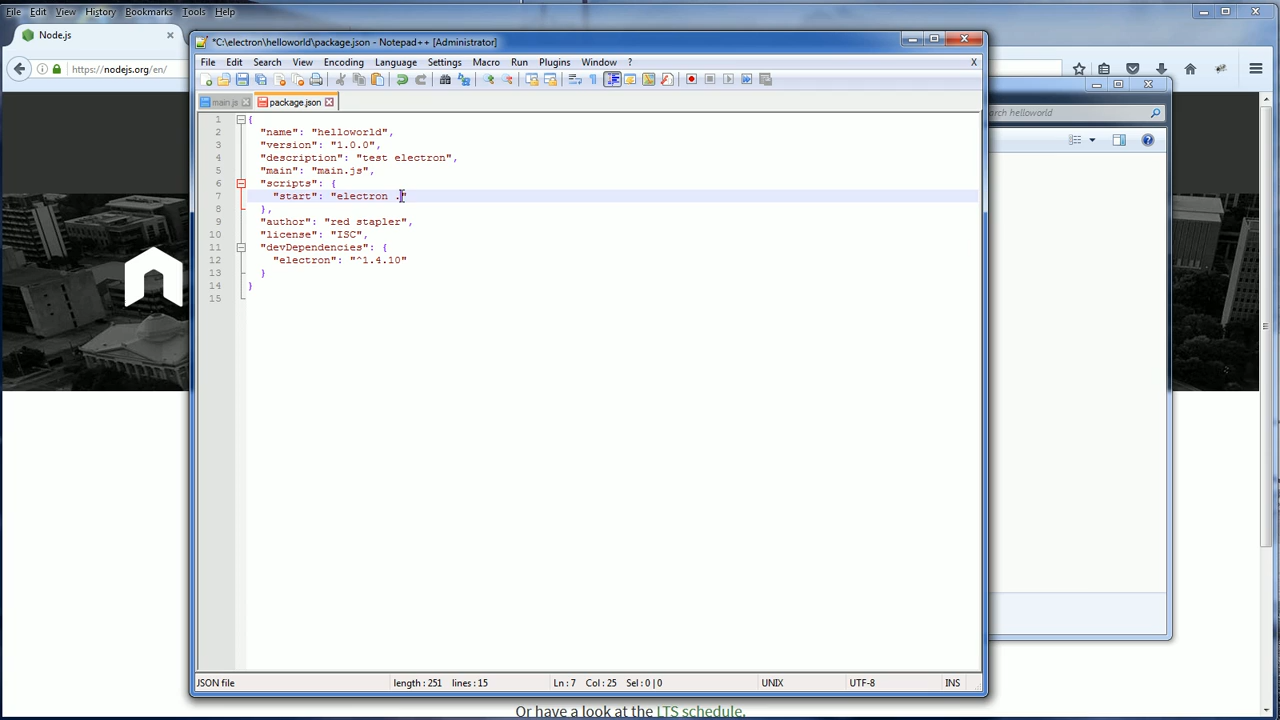 File Edit View History Bookmarks Tools Help
Node.js
https://nodejs.org/en/
*C:\electron\helloworld\package.json - Notepad++ [Administrator]
File Edit Search View Encoding Language Settings Macro Run Plugins Window ? X
main.js package.json
arch helloworld
1 {
2 "name": "helloworld",
3 "version": "1.0.0",
4 "description": "test electron",
5 "main": "main.js",
6 "scripts": {
7 "start": "electron ."
8 },
9 "author": "red stapler",
10 "license": "ISC",
11 "devDependencies": {
12 "electron": "^1.4.10"
13 }
14 }
15
JSON file length : 251 lines : 15 Ln : 7 Col : 25 Sel : 0 | 0 UNIX UTF-8 INS
Or have a look at the LTS schedule.